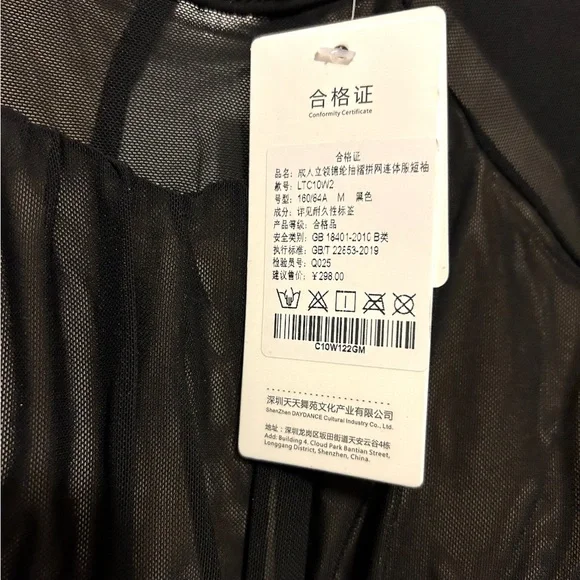 合格证
Conformity Certificate
合格证
品名: 成人立领锦纶抽褶拼网连体服短袖
款号: LTC10W2
号型: 160/84A M 黑色
成分: 详见耐久性标签
产品等级: 合格品
安全类别: GB 18401-2010 B类
执行标准: GB/T 22853-2019
检验员号: Q025
建议售价: ¥298.00
C10W122GM
深圳天天舞苑文化产业有限公司
ShenZhen DAYDANCE Cultural Industry Co., Ltd.
地址: 深圳龙岗区坂田街道天安云谷4栋
Add: Building 4. Cloud Park Bantian Street,
Longgang District, Shenzhen, China.